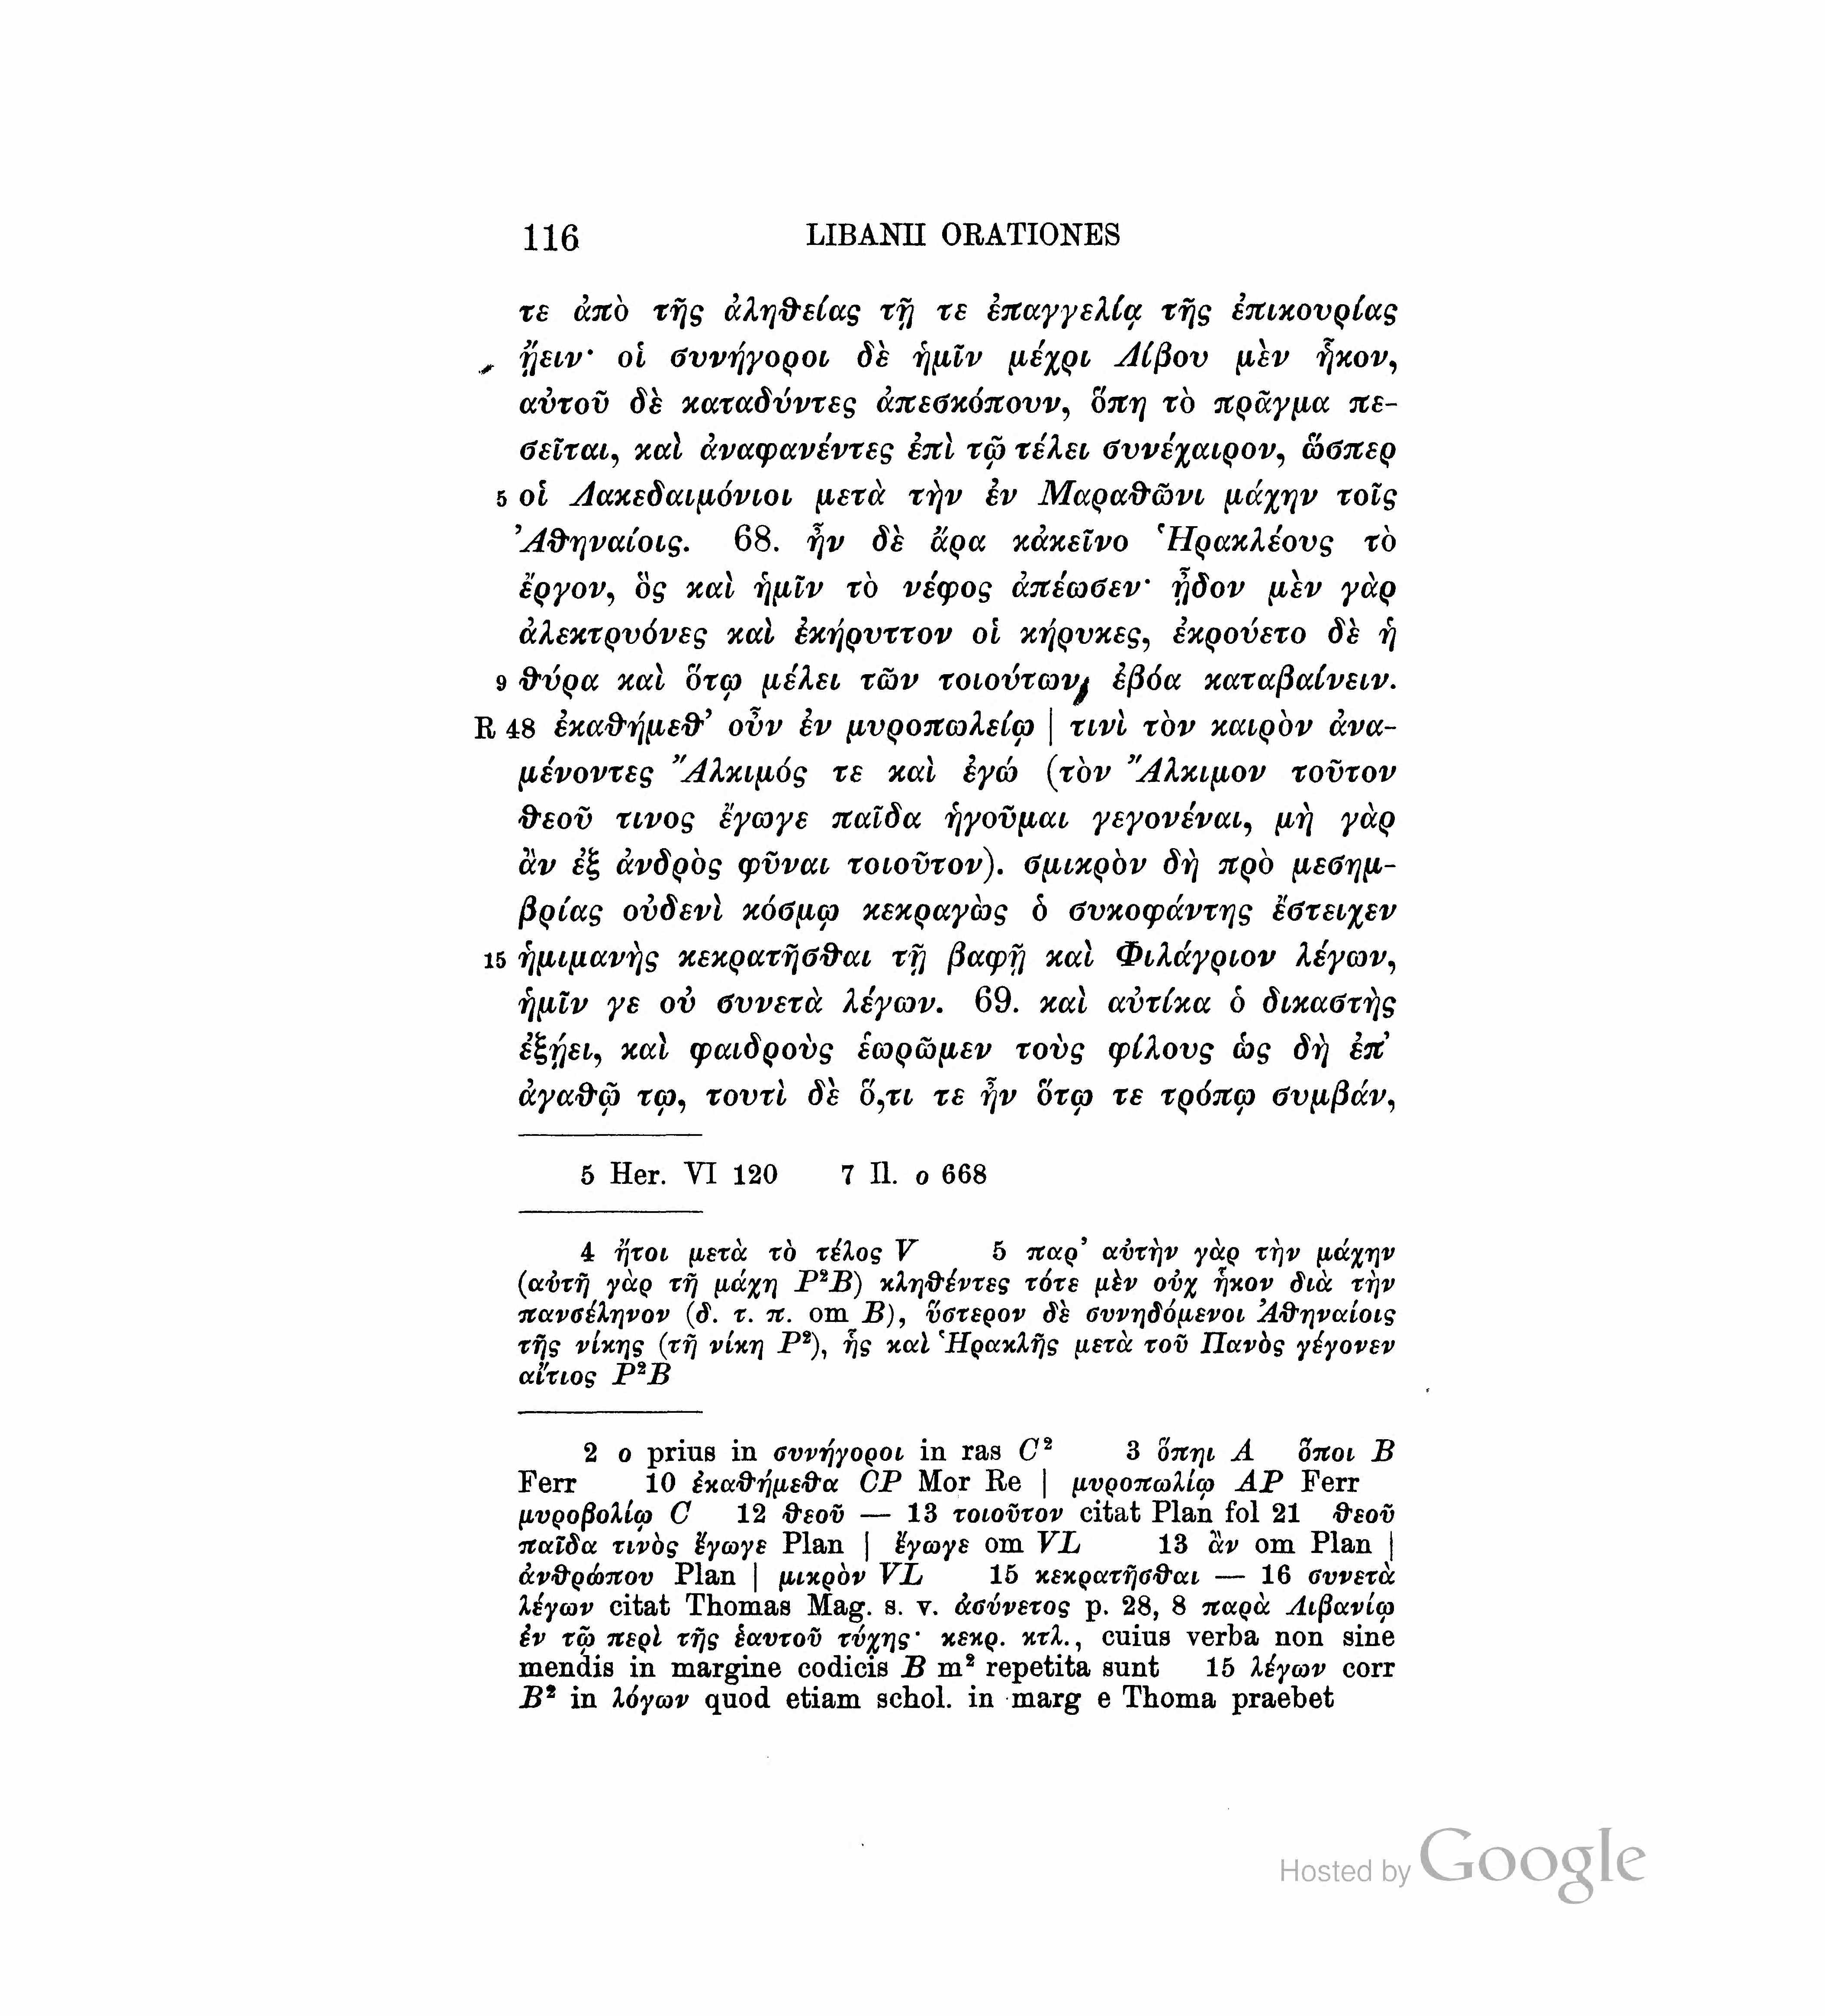 116 LIBANII ORATIONES
τε ἀπὸ τῆς ἀληθείας τῇ τε ἐπαγγελίᾳ τῆς ἐπικουρίας
ᾔειν· οἱ συνήγοροι δὲ ἡμῖν μέχρι Λίβου μὲν ἧκον,
αὐτοῦ δὲ καταδύντες ἀπεσκόπουν, ὅπη τὸ πρᾶγμα πε-
σεῖται, καὶ ἀναφανέντες ἐπὶ τῷ τέλει συνέχαιρον, ὥσπερ
5 οἱ Λακεδαιμόνιοι μετὰ τὴν ἐν Μαραθῶνι μάχην τοῖς
Ἀθηναίοις. 68. ἦν δὲ ἄρα κἀκεῖνο Ἡρακλέους τὸ
ἔργον, ὃς καὶ ἡμῖν τὸ νέφος ἀπέωσεν· ᾖδον μὲν γὰρ
ἀλεκτρυόνες καὶ ἐκήρυττον οἱ κήρυκες, ἐκρούετο δὲ ἡ
9 θύρα καὶ ὅτῳ μέλει τῶν τοιούτων, ἐβόα καταβαίνειν.
R 48 ἐκαθήμεθ’ οὖν ἐν μυροπωλείῳ | τινὶ τὸν καιρὸν ἀνα-
μένοντες Ἄλκιμός τε καὶ ἐγώ (τὸν Ἄλκιμον τοῦτον
θεοῦ τινος ἔγωγε παῖδα ἡγοῦμαι γεγονέναι, μὴ γὰρ
ἂν ἐξ ἀνδρὸς φῦναι τοιοῦτον). σμικρὸν δὴ πρὸ μεσημ-
βρίας οὐδενὶ κόσμῳ κεκραγὼς ὁ συκοφάντης ἔστειχεν
15 ἡμιμανὴς κεκρατῆσθαι τῇ βαφῇ καὶ Φιλάγριον λέγων,
ἡμῖν γε οὐ συνετὰ λέγων. 69. καὶ αὐτίκα ὁ δικαστὴς
ἐξῄει, καὶ φαιδροὺς ἑωρῶμεν τοὺς φίλους ὡς δὴ ἐπ’
ἀγαθῷ τῳ, τουτὶ δὲ ὅ,τι τε ἦν ὅτῳ τε τρόπῳ συμβάν,
5 Her. VI 120 7 Il. ο 668
4 ἤτοι μετὰ τὸ τέλος V 5 παρ’ αὐτὴν γὰρ τὴν μάχην
(αὐτῇ γὰρ τῇ μάχῃ P²B) κληθέντες τότε μὲν οὐχ ἧκον διὰ τὴν
πανσέληνον (δ. τ. π. om B), ὕστερον δὲ συνηδόμενοι Ἀθηναίοις
τῆς νίκης (τῇ νίκῃ P²), ἧς καὶ Ἡρακλῆς μετὰ τοῦ Πανὸς γέγονεν
αἴτιος P²B
2 ο prius in συνήγοροι in ras C² 3 ὅπηι A ὅποι B
Ferr 10 ἐκαθήμεθα CP Mor Re | μυροπωλίῳ AP Ferr
μυροβολίῳ C 12 θεοῦ — 13 τοιοῦτον citat Plan fol 21 θεοῦ
παῖδα τινὸς ἔγωγε Plan | ἔγωγε om VL 13 ἂν om Plan |
ἀνθρώπου Plan | μικρὸν VL 15 κεκρατῆσθαι — 16 συνετὰ
λέγων citat Thomas Mag. s. v. ἀσύνετος p. 28, 8 παρὰ Λιβανίῳ
ἐν τῷ περὶ τῆς ἑαυτοῦ τύχης· κεκρ. κτλ., cuius verba non sine
mendis in margine codicis B m² repetita sunt 15 λέγων corr
B² in λόγων quod etiam schol. in marg e Thoma praebet
Hosted by Google